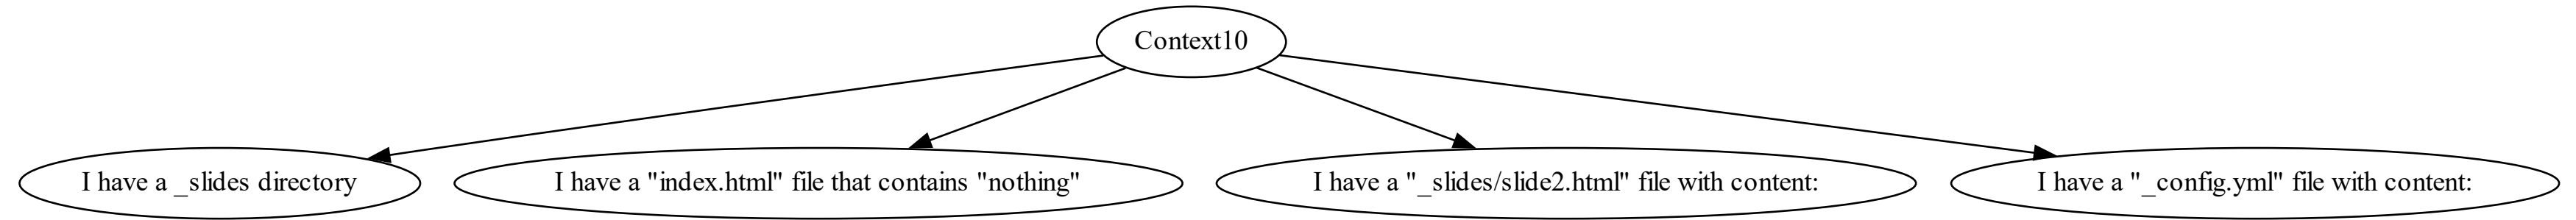 Context10
I have a _slides directory
I have a "index.html" file that contains "nothing"
I have a "_slides/slide2.html" file with content:
I have a "_config.yml" file with content: